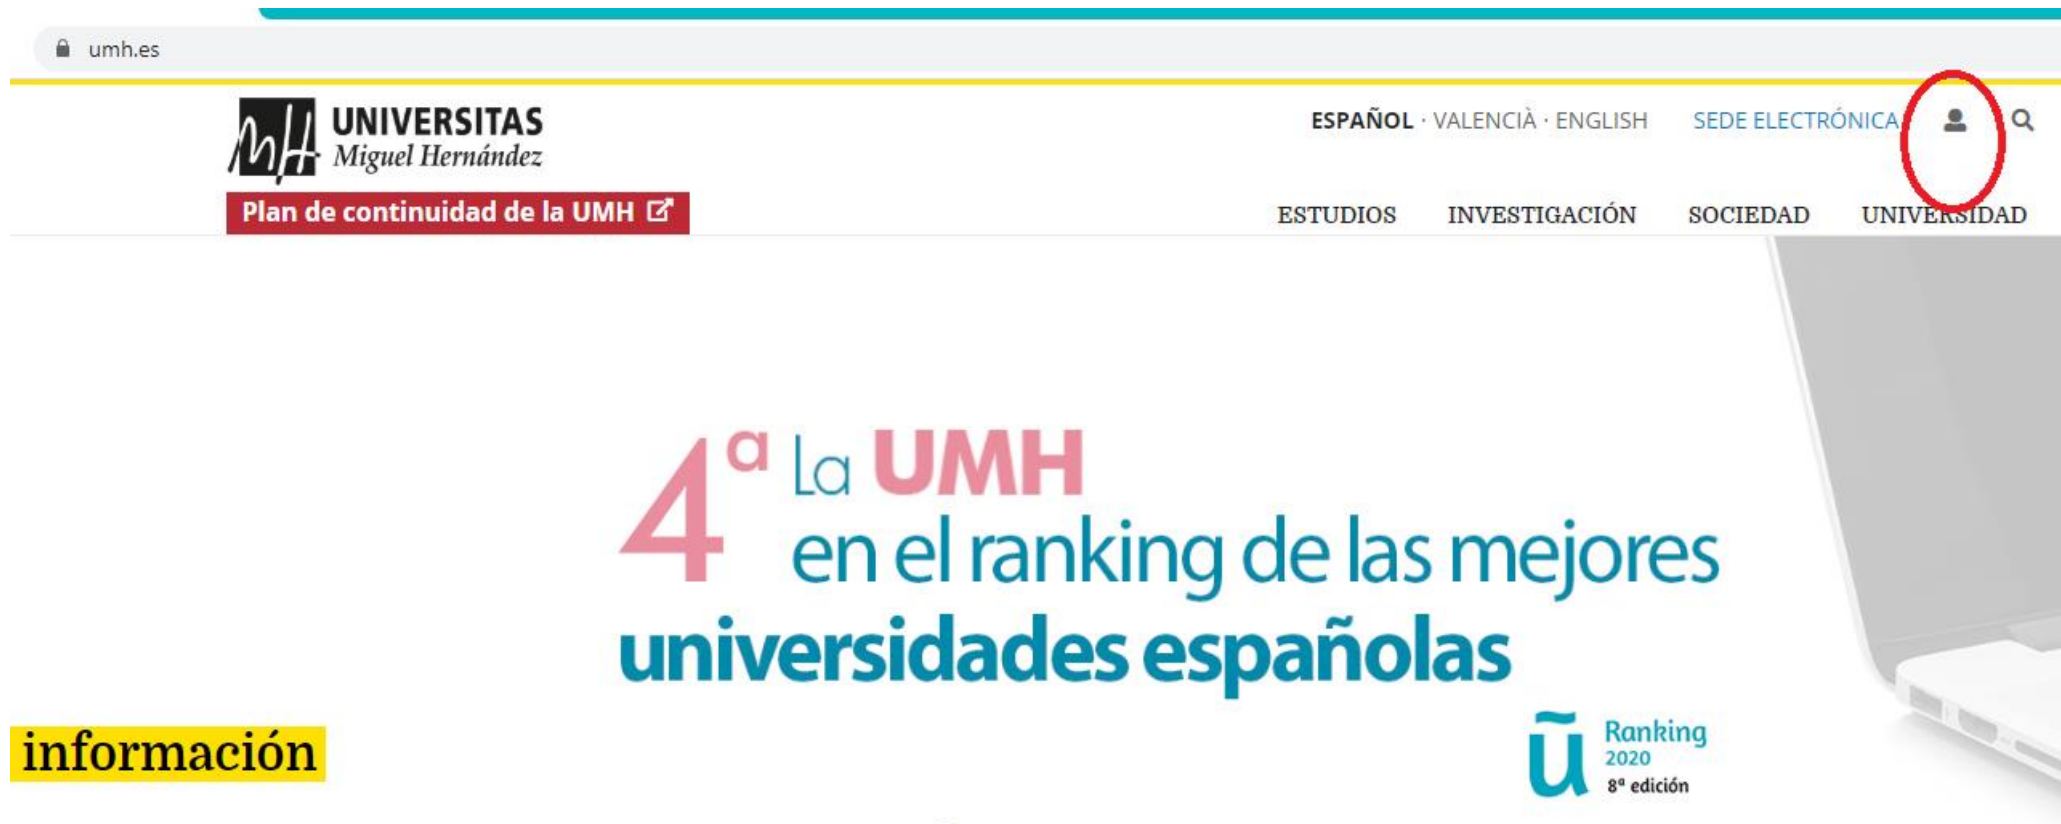 umh.es
UNIVERSITAS
Miguel Hernández
ESPAÑOL · VALENCIÀ · ENGLISH SEDE ELECTRÓNICA
Plan de continuidad de la UMH
ESTUDIOS INVESTIGACIÓN SOCIEDAD UNIVERSIDAD
4ª La UMH
en el ranking de las mejores
universidades españolas
información
Ū Ranking
2020
8ª edición